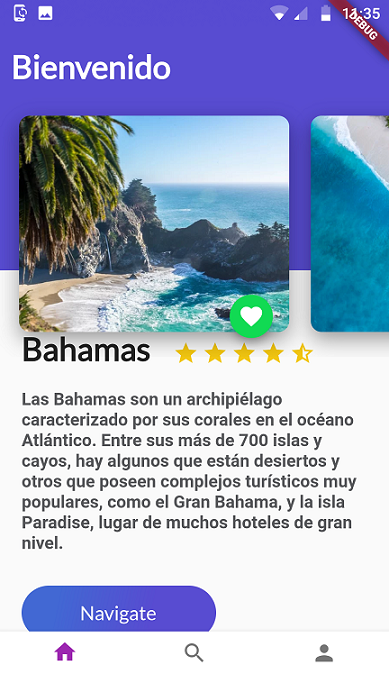 11:35
DEBUG
Bienvenido
Bahamas
Las Bahamas son un archipiélago
caracterizado por sus corales en el océano
Atlántico. Entre sus más de 700 islas y
cayos, hay algunos que están desiertos y
otros que poseen complejos turísticos muy
populares, como el Gran Bahama, y la isla
Paradise, lugar de muchos hoteles de gran
nivel.
Navigate